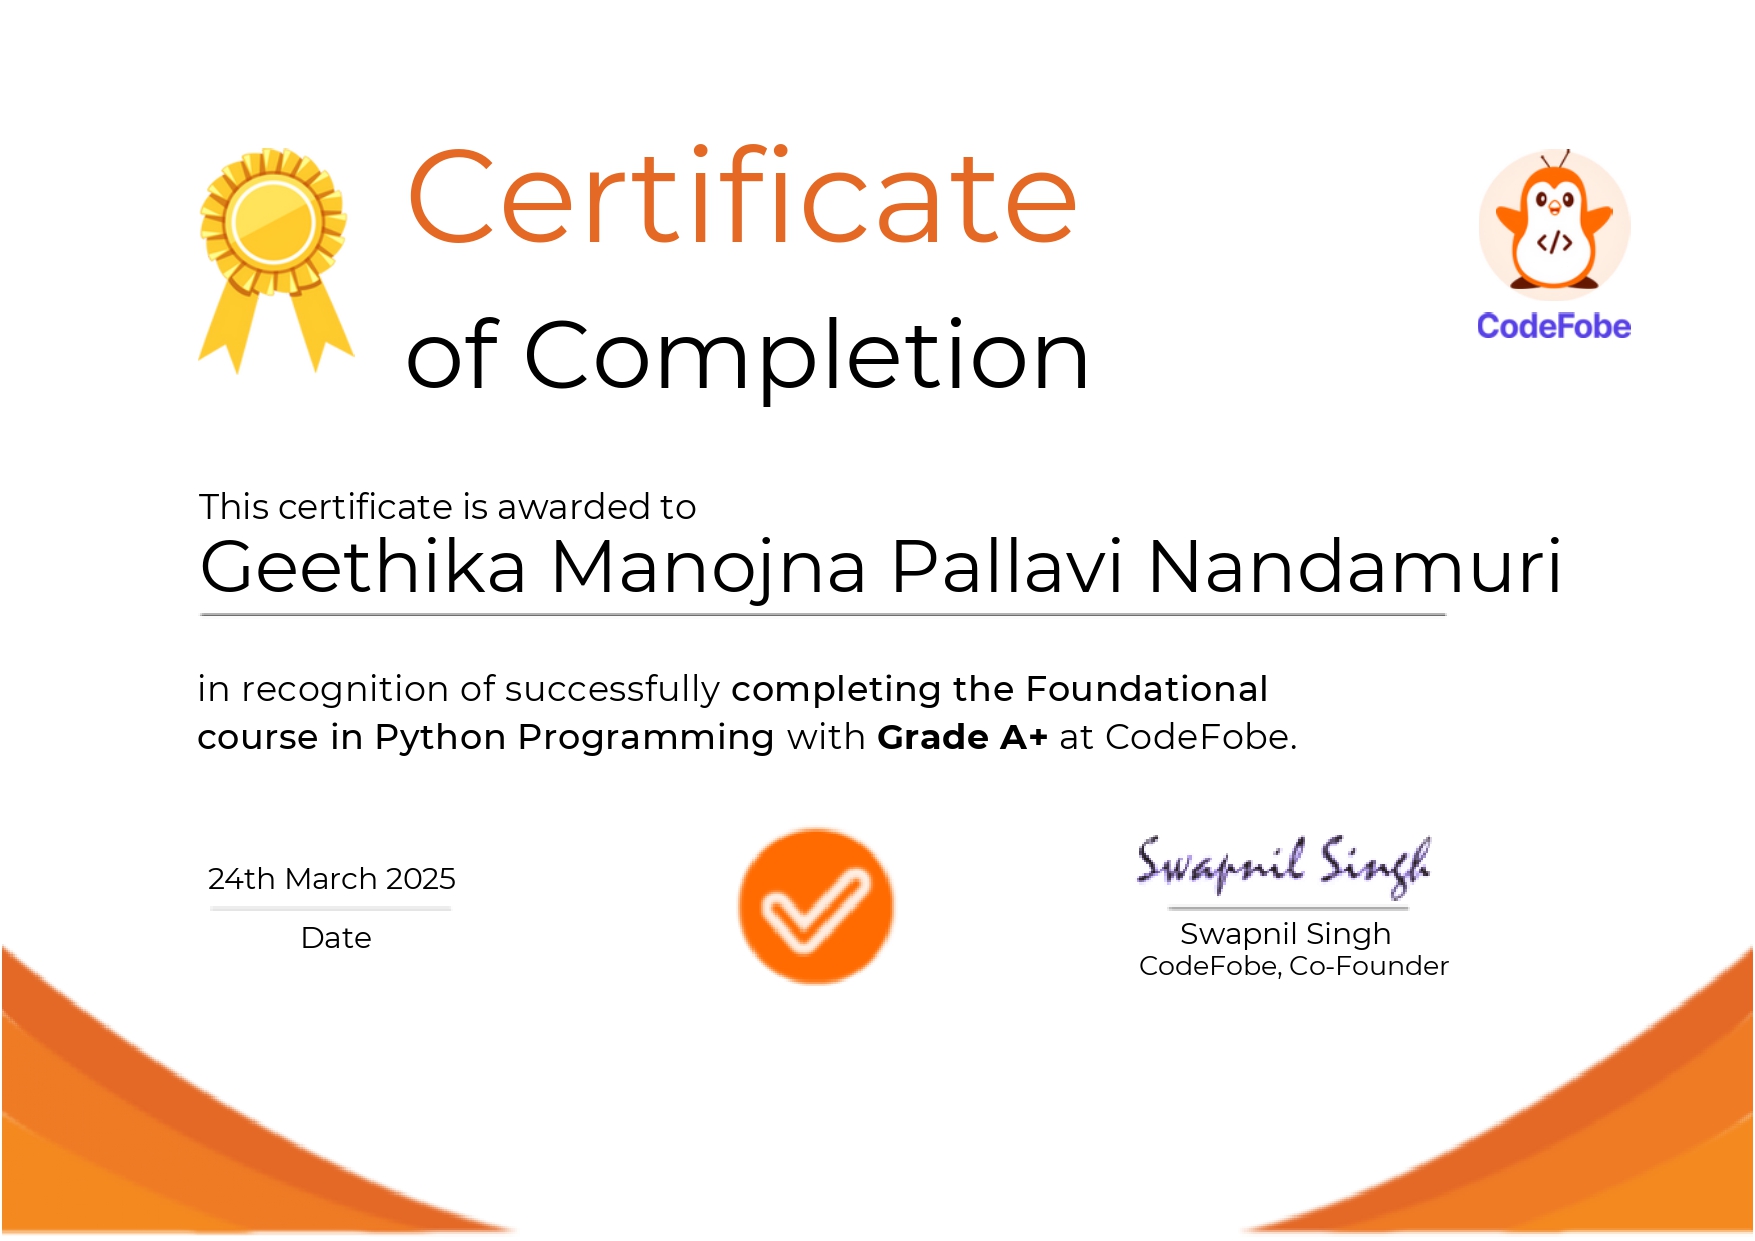 Certificate
of Completion
</>
CodeFobe
This certificate is awarded to
Geethika Manojna Pallavi Nandamuri
in recognition of successfully completing the Foundational
course in Python Programming with Grade A+ at CodeFobe.
24th March 2025
Date
Swapnil Singh
Swapnil Singh
CodeFobe, Co-Founder